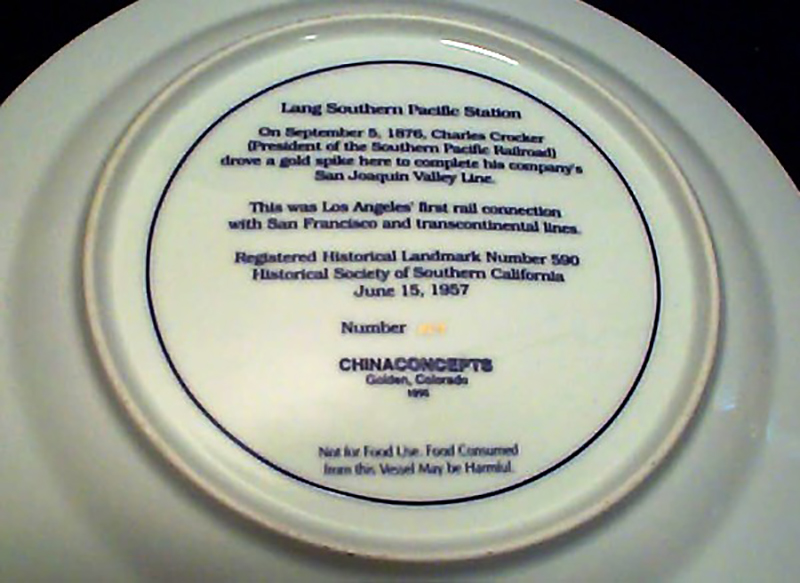 Lang Southern Pacific Station
On September 5, 1876, Charles Crocker
(President of the Southern Pacific Railroad)
drove a gold spike here to complete his company's
San Joaquin Valley Line.
This was Los Angeles' first rail connection
with San Francisco and transcontinental lines.
Registered Historical Landmark Number 590
Historical Society of Southern California
June 15, 1957
Number
CHINACONCEPTS
Golden, Colorado
Not for Food Use. Food Consumed
from this Vessel May be Harmful.